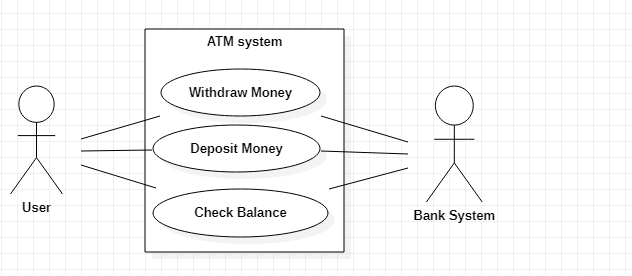 ATM system
Withdraw Money
Deposit Money
Check Balance
User
Bank System